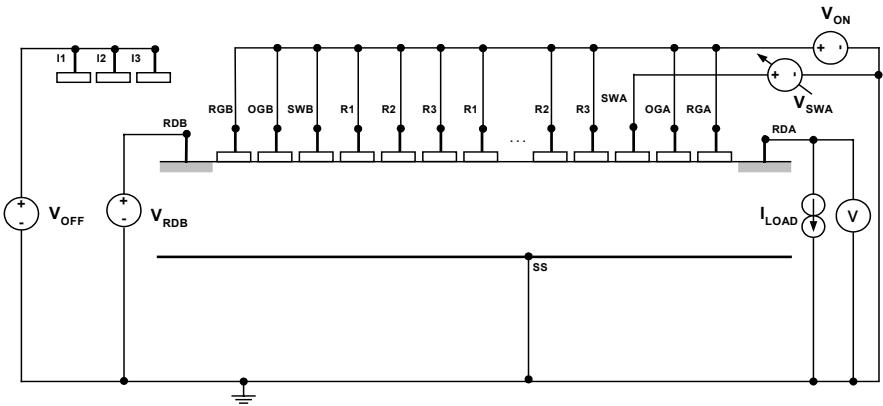 V_ON
I1 I2 I3
+ -
+ -
V_SWA
RGB OGB SWB R1 R2 R3 R1 ... R2 R3 SWA OGA RGA
RDB
RDA
+
-
V_OFF
+
-
V_RDB
I_LOAD
V
SS